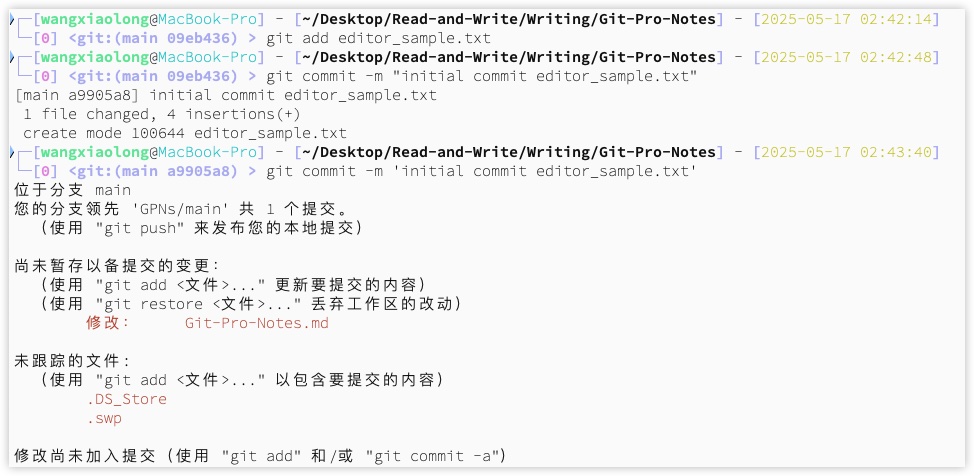 ┌─[wangxiaolong@MacBook-Pro] - [~/Desktop/Read-and-Write/Writing/Git-Pro-Notes] - [2025-05-17 02:42:14]
└─[0] <git:(main 09eb436) > git add editor_sample.txt
┌─[wangxiaolong@MacBook-Pro] - [~/Desktop/Read-and-Write/Writing/Git-Pro-Notes] - [2025-05-17 02:42:48]
└─[0] <git:(main 09eb436) > git commit -m "initial commit editor_sample.txt"
[main a9905a8] initial commit editor_sample.txt
 1 file changed, 4 insertions(+)
 create mode 100644 editor_sample.txt
┌─[wangxiaolong@MacBook-Pro] - [~/Desktop/Read-and-Write/Writing/Git-Pro-Notes] - [2025-05-17 02:43:40]
└─[0] <git:(main a9905a8) > git commit -m 'initial commit editor_sample.txt'
位于分支 main
您的分支领先 'GPNs/main' 共 1 个提交。
  （使用 "git push" 来发布您的本地提交）

尚未暂存以备提交的变更：
  （使用 "git add <文件>..." 更新要提交的内容）
  （使用 "git restore <文件>..." 丢弃工作区的改动）
        修改：     Git-Pro-Notes.md

未跟踪的文件:
  （使用 "git add <文件>..." 以包含要提交的内容）
        .DS_Store
        .swp

修改尚未加入提交（使用 "git add" 和/或 "git commit -a"）